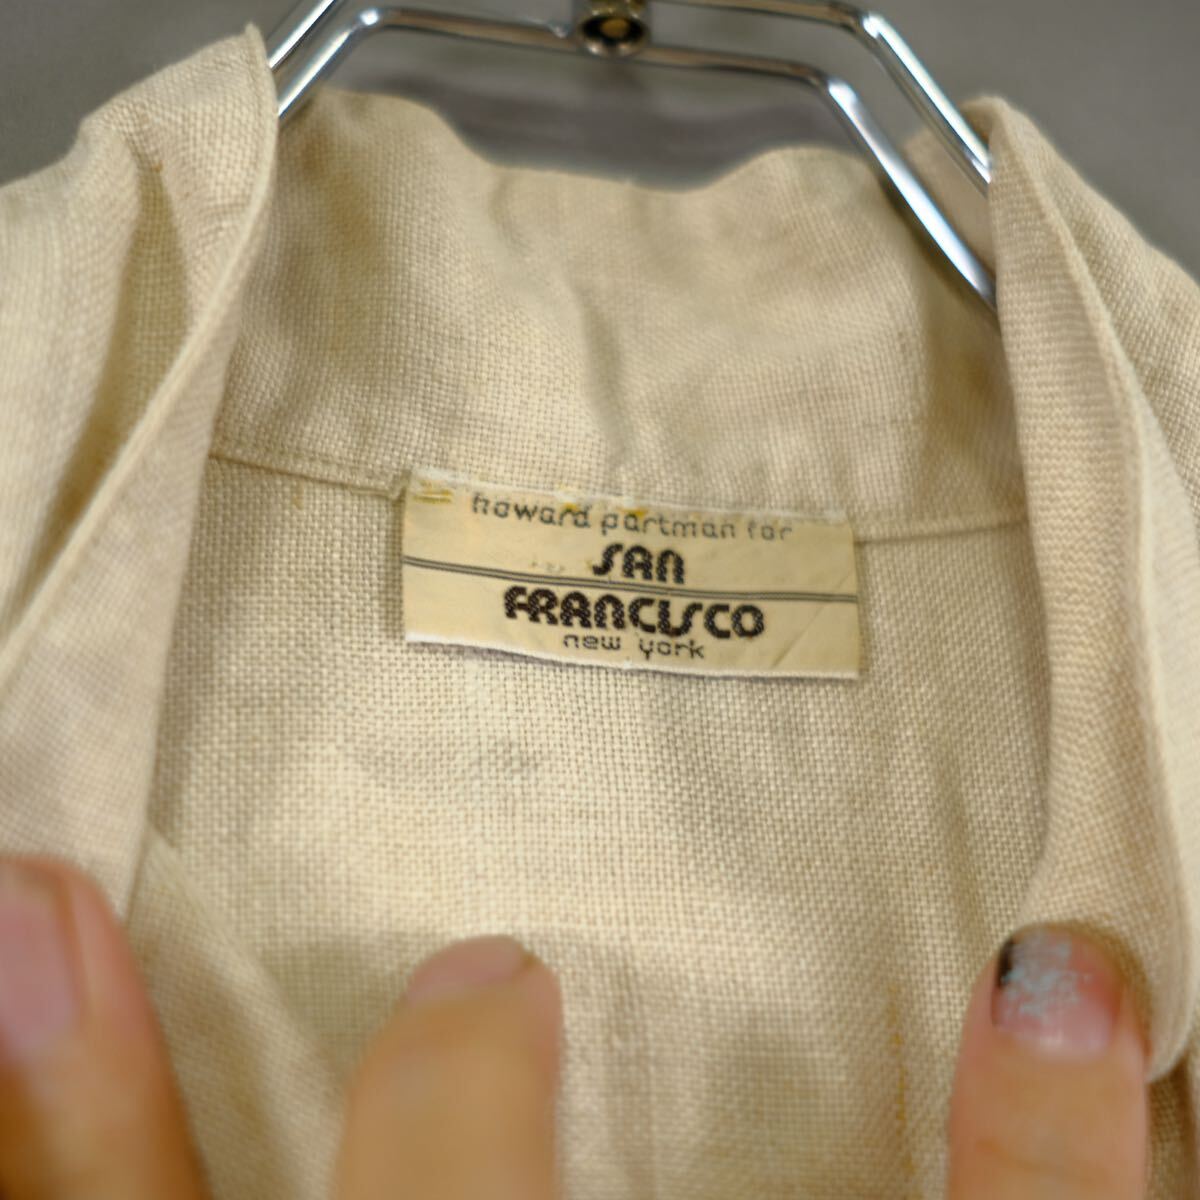 howard partman for
SAN
FRANCISCO
new york